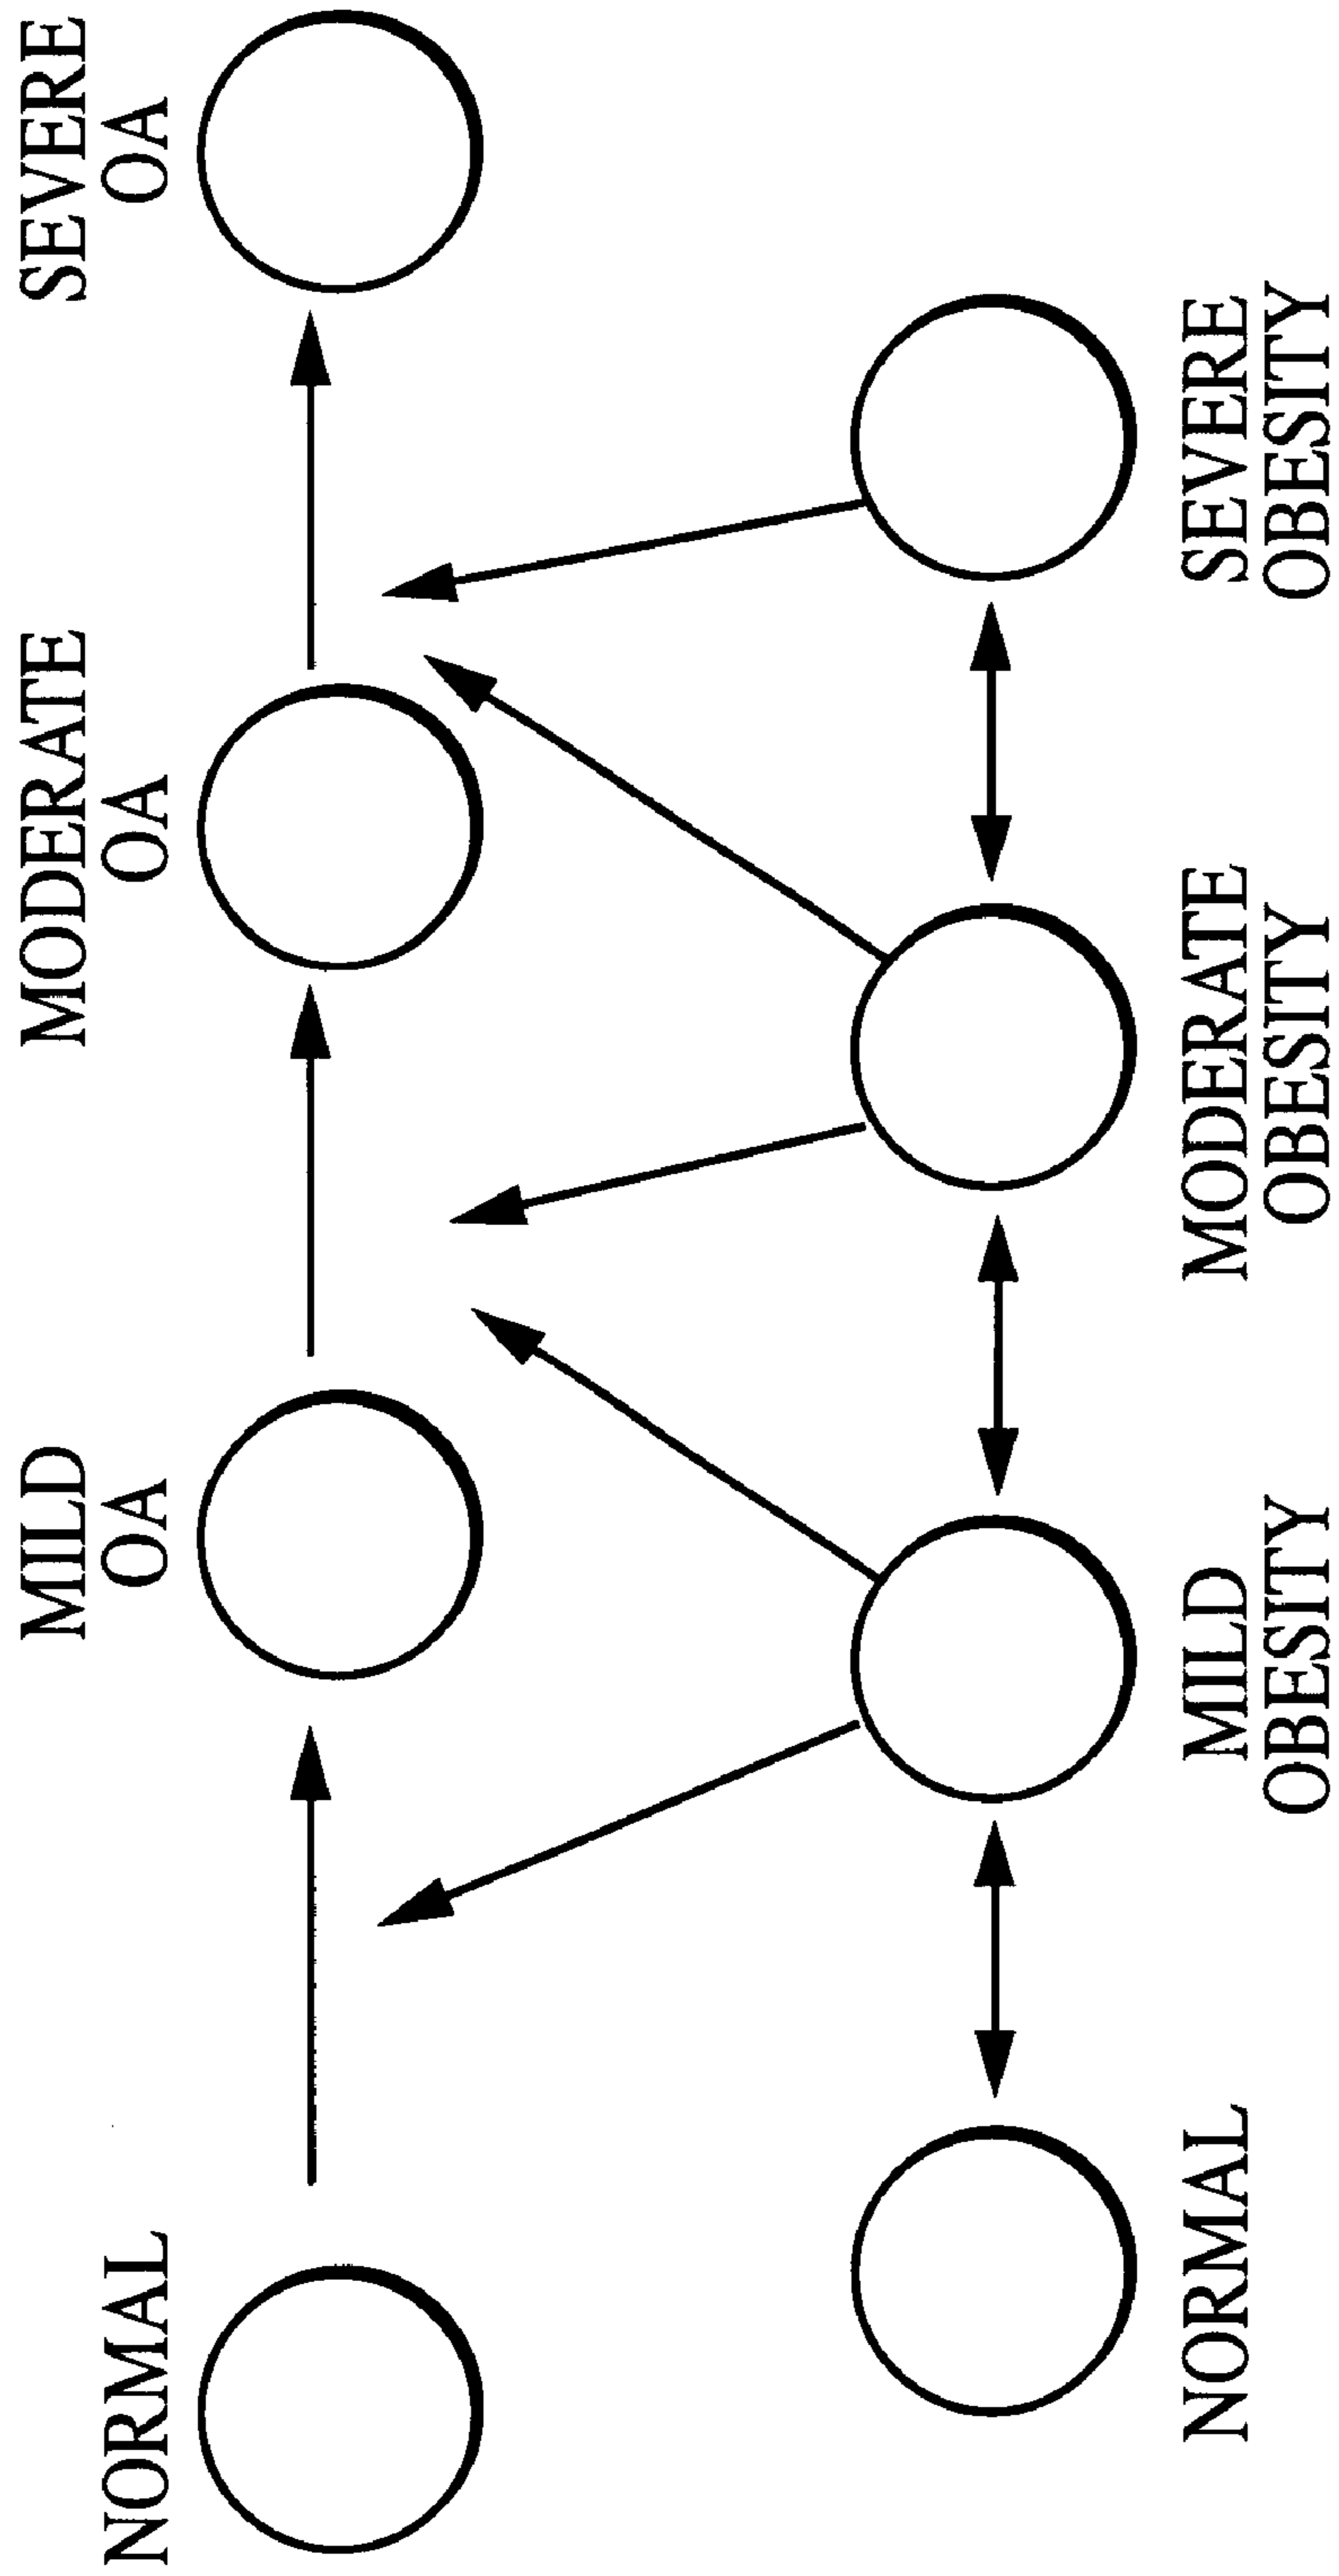 NORMAL
MILD
OA
MODERATE
OA
SEVERE
OA
NORMAL
MILD
OBESITY
MODERATE
OBESITY
SEVERE
OBESITY